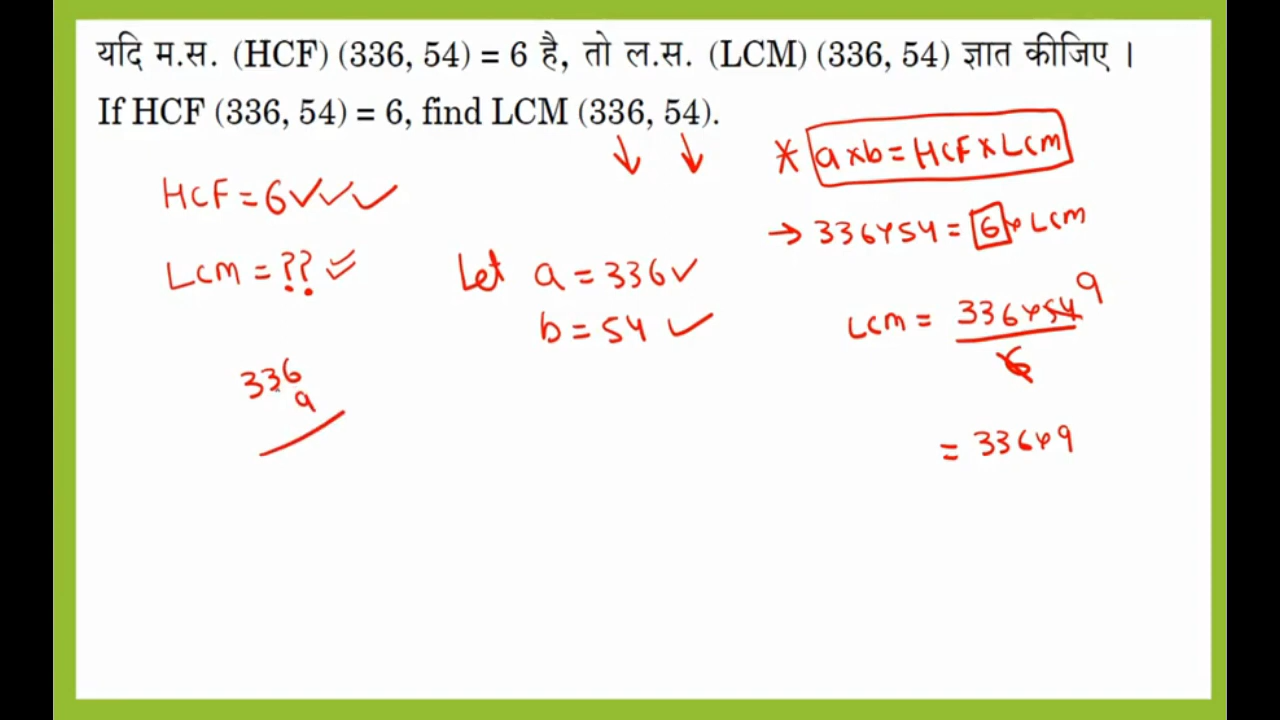 यदि म.स. (HCF) (336, 54) = 6 है, तो ल.स. (LCM) (336, 54) ज्ञात कीजिए ।
If HCF (336, 54) = 6, find LCM (336, 54).
* a×b = HCF × LCM
HCF = 6
→ 336×54 = 6 × LCM
LCM = ??
Let a = 336
b = 54
LCM = 336×54 9
6
336
9
= 336×9